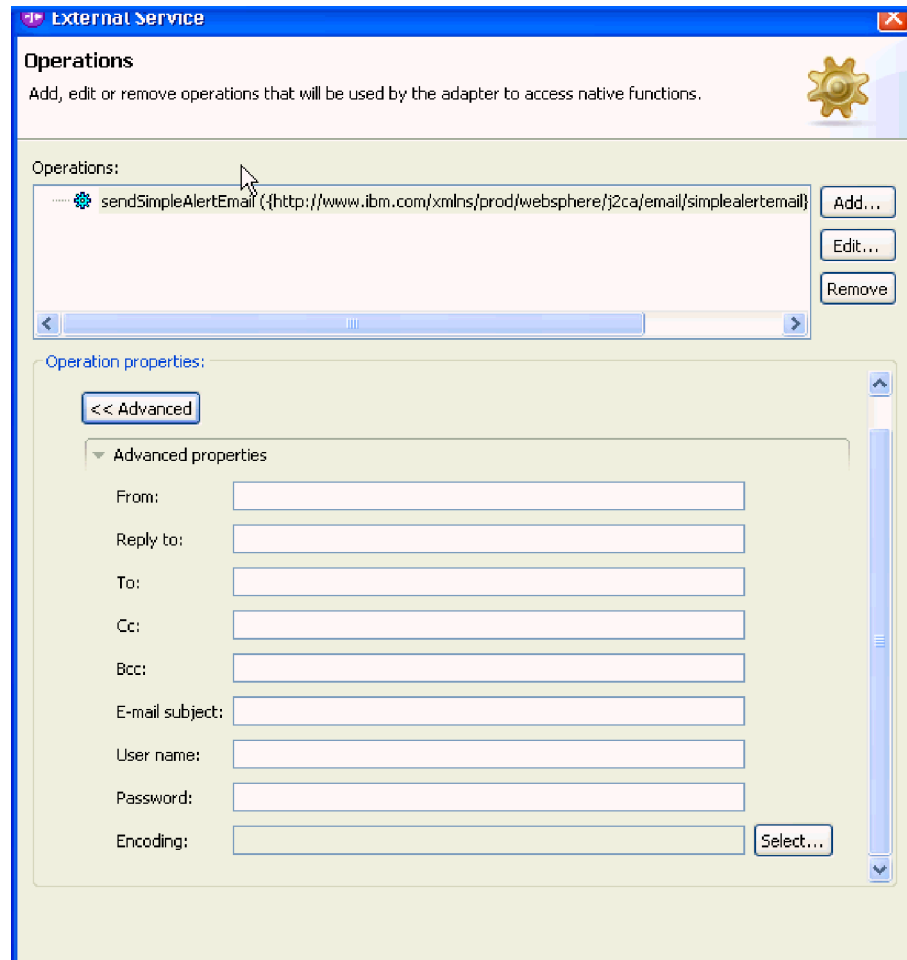 External Service
Operations
Add, edit or remove operations that will be used by the adapter to access native functions.
Operations:
sendSimpleAlertEmail ({http://www.ibm.com/xmlns/prod/websphere/j2ca/email/simplealertemail}
Add...
Edit...
Remove
Operation properties:
<< Advanced
Advanced properties
From:
Reply to:
To:
Cc:
Bcc:
E-mail subject:
User name:
Password:
Encoding:
Select...